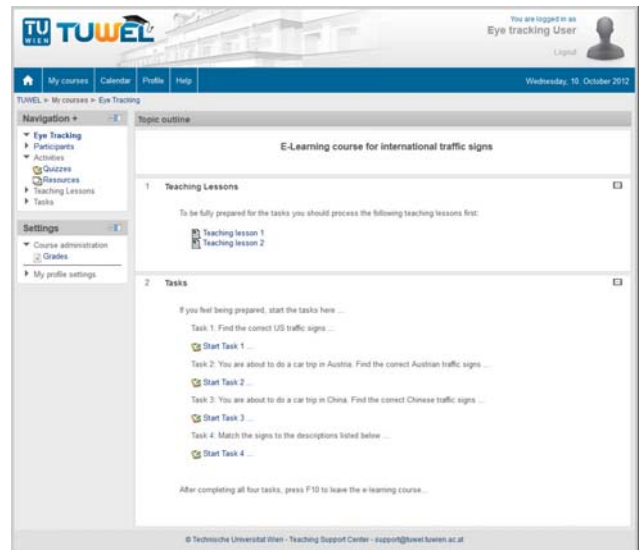 TU WIEN TUWEL
You are logged in as
Eye tracking User
Logout
My courses Calendar Profile Help Wednesday, 10. October 2012
TUWEL ► My courses ► Eye Tracking
Navigation +
Eye Tracking
Participants
Activities
Quizzes
Resources
Teaching Lessons
Tasks
Settings
Course administration
Grades
My profile settings
Topic outline
E-Learning course for international traffic signs
1 Teaching Lessons
To be fully prepared for the tasks you should process the following teaching lessons first:
Teaching lesson 1
Teaching lesson 2
2 Tasks
If you feel being prepared, start the tasks here ...
Task 1: Find the correct US traffic signs ...
Start Task 1 ...
Task 2: You are about to do a car trip in Austria. Find the correct Austrian traffic signs ...
Start Task 2 ...
Task 3: You are about to do a car trip in China. Find the correct Chinese traffic signs ...
Start Task 3 ...
Task 4: Match the signs to the descriptions listed below ...
Start Task 4 ...
After completing all four tasks, press F10 to leave the e-learning course...
© Technische Universität Wien - Teaching Support Center - support@tuwel.tuwien.ac.at